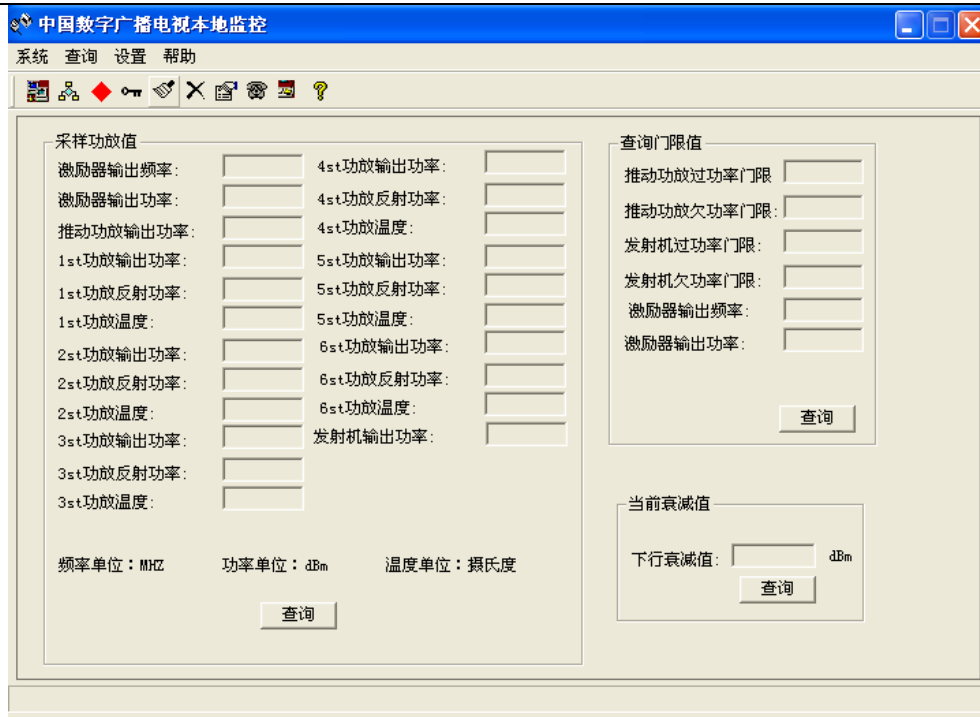 中国数字广播电视本地监控
系统 查询 设置 帮助
采样功放值
激励器输出频率:
激励器输出功率:
推动功放输出功率:
1st功放输出功率:
1st功放反射功率:
1st功放温度:
2st功放输出功率:
2st功放反射功率:
2st功放温度:
3st功放输出功率:
3st功放反射功率:
3st功放温度:
4st功放输出功率:
4st功放反射功率:
4st功放温度:
5st功放输出功率:
5st功放反射功率:
5st功放温度:
6st功放输出功率:
6st功放反射功率:
6st功放温度:
发射机输出功率:
频率单位：MHZ 功率单位：dBm 温度单位：摄氏度
查询
查询门限值
推动功放过功率门限
推动功放欠功率门限:
发射机过功率门限:
发射机欠功率门限:
激励器输出频率:
激励器输出功率:
查询
当前衰减值
下行衰减值: dBm
查询